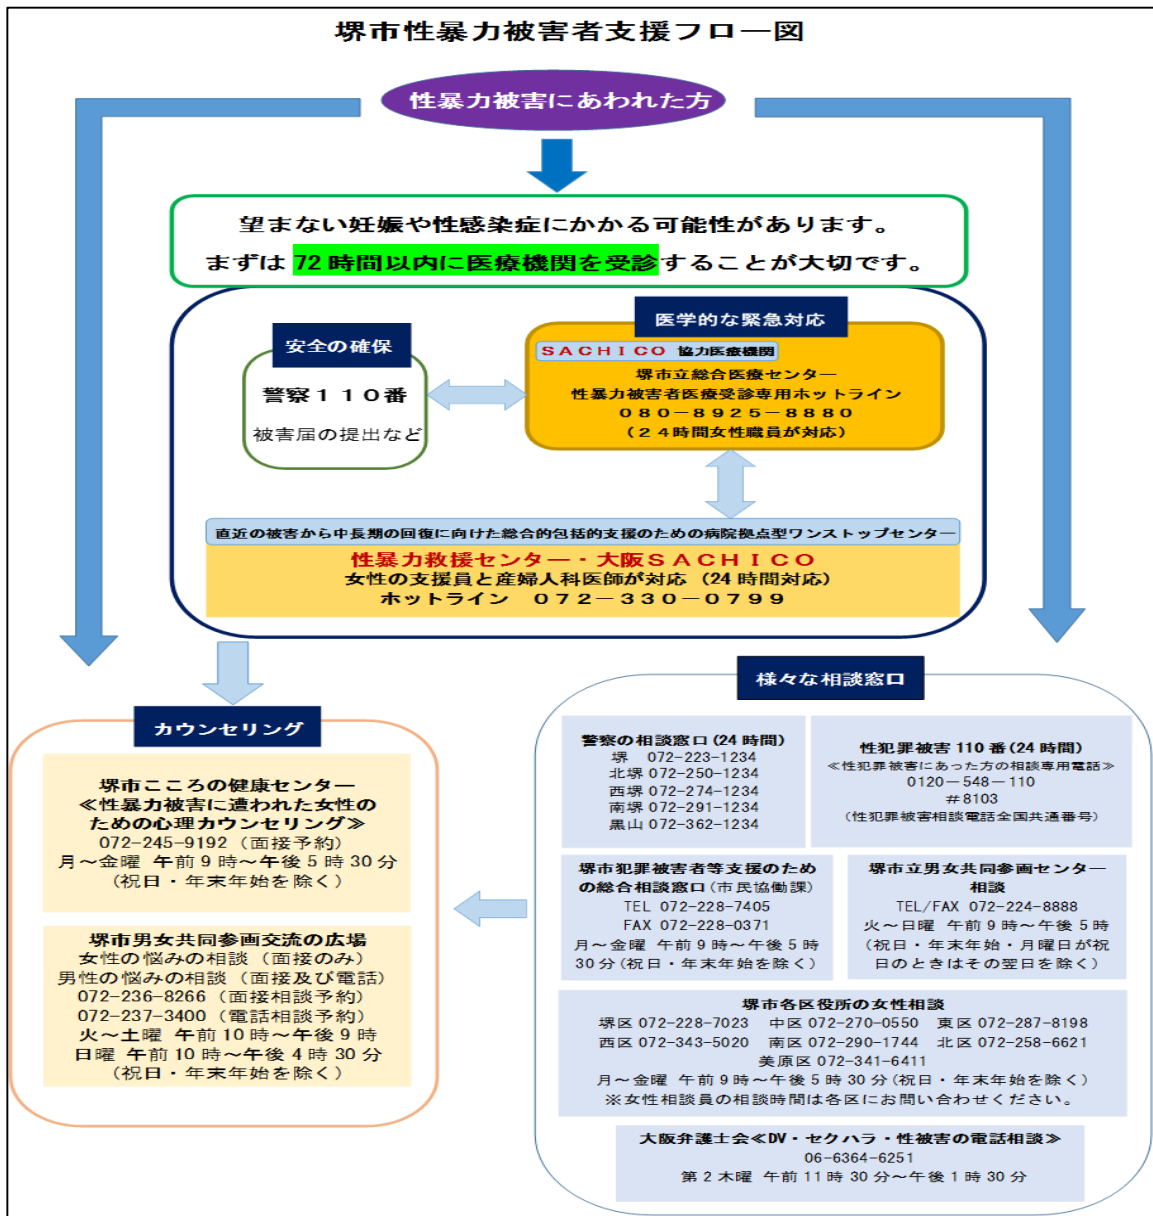 堺市性暴力被害者支援フロー図
性暴力被害にあわれた方
望まない妊娠や性感染症にかかる可能性があります。
まずは 72時間以内に医療機関を受診することが大切です。
安全の確保
警察１１０番
被害届の提出など
医学的な緊急対応
ＳＡＣＨＩＣＯ 協力医療機関
堺市立総合医療センター
性暴力被害者医療受診専用ホットライン
０８０－８９２５－８８８０
（２４時間女性職員が対応）
直近の被害から中長期の回復に向けた総合的包括的支援のための病院拠点型ワンストップセンター
性暴力救援センター・大阪ＳＡＣＨＩＣＯ
女性の支援員と産婦人科医師が対応（24時間対応）
ホットライン　０７２－３３０－０７９９
カウンセリング
堺市こころの健康センター
≪性暴力被害に遭われた女性の
ための心理カウンセリング≫
072-245-9192（面接予約）
月～金曜 午前9時～午後5時30分
（祝日・年末年始を除く）
堺市男女共同参画交流の広場
女性の悩みの相談（面接のみ）
男性の悩みの相談（面接及び電話）
072-236-8266（面接相談予約）
072-237-3400（電話相談予約）
火～土曜 午前10時～午後9時
日曜 午前10時～午後4時30分
（祝日・年末年始を除く）
様々な相談窓口
警察の相談窓口(24時間)
堺 072-223-1234
北堺 072-250-1234
西堺 072-274-1234
南堺 072-291-1234
黒山 072-362-1234
性犯罪被害110番(24時間)
≪性犯罪被害にあった方の相談専用電話≫
0120－548－110
＃8103
(性犯罪被害相談電話全国共通番号)
堺市犯罪被害者等支援のため
の総合相談窓口(市民協働課)
TEL 072-228-7405
FAX 072-228-0371
月～金曜 午前9時～午後5時
30分(祝日・年末年始を除く)
堺市立男女共同参画センター
相談
TEL/FAX 072-224-8888
火～日曜 午前9時～午後5時
(祝日・年末年始・月曜日が祝
日のときはその翌日を除く)
堺市各区役所の女性相談
堺区 072-228-7023　中区 072-270-0550　東区 072-287-8198
西区 072-343-5020　南区 072-290-1744　北区 072-258-6621
美原区 072-341-6411
月～金曜 午前9時～午後5時30分(祝日・年末年始を除く)
※女性相談員の相談時間は各区にお問い合わせください。
大阪弁護士会≪DV・セクハラ・性被害の電話相談≫
06-6364-6251
第2木曜 午前11時30分～午後1時30分